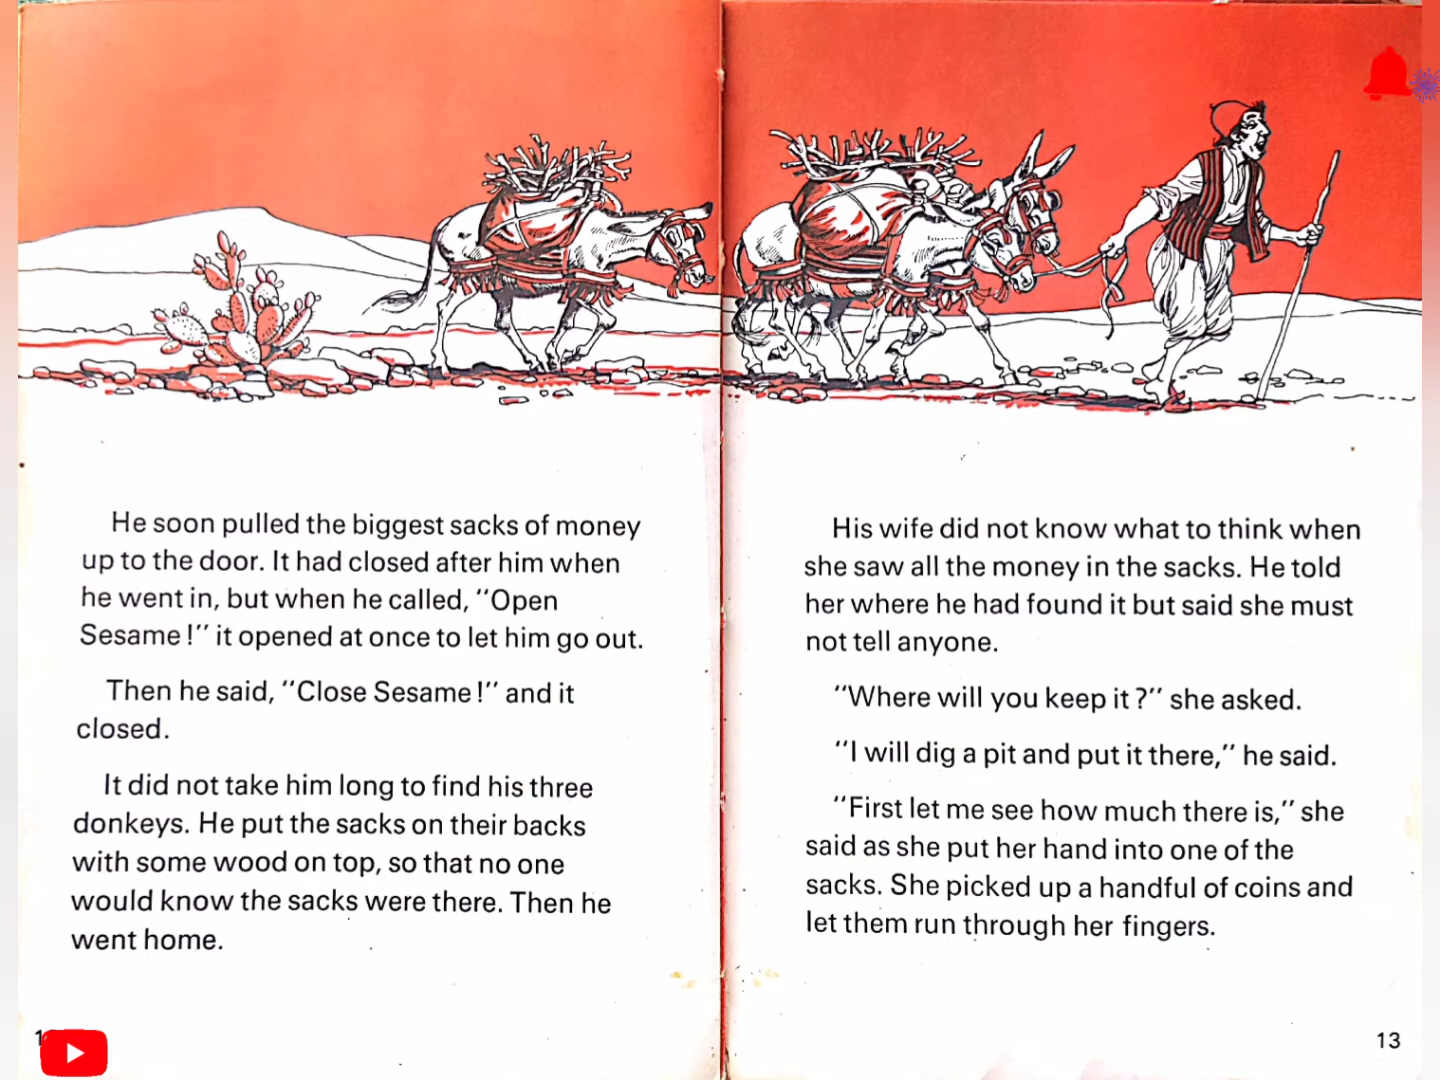 He soon pulled the biggest sacks of money
up to the door. It had closed after him when
he went in, but when he called, "Open
Sesame!" it opened at once to let him go out.
Then he said, "Close Sesame!" and it
closed.
It did not take him long to find his three
donkeys. He put the sacks on their backs
with some wood on top, so that no one
would know the sacks were there. Then he
went home.
His wife did not know what to think when
she saw all the money in the sacks. He told
her where he had found it but said she must
not tell anyone.
"Where will you keep it?" she asked.
"I will dig a pit and put it there," he said.
"First let me see how much there is," she
said as she put her hand into one of the
sacks. She picked up a handful of coins and
let them run through her fingers.
13